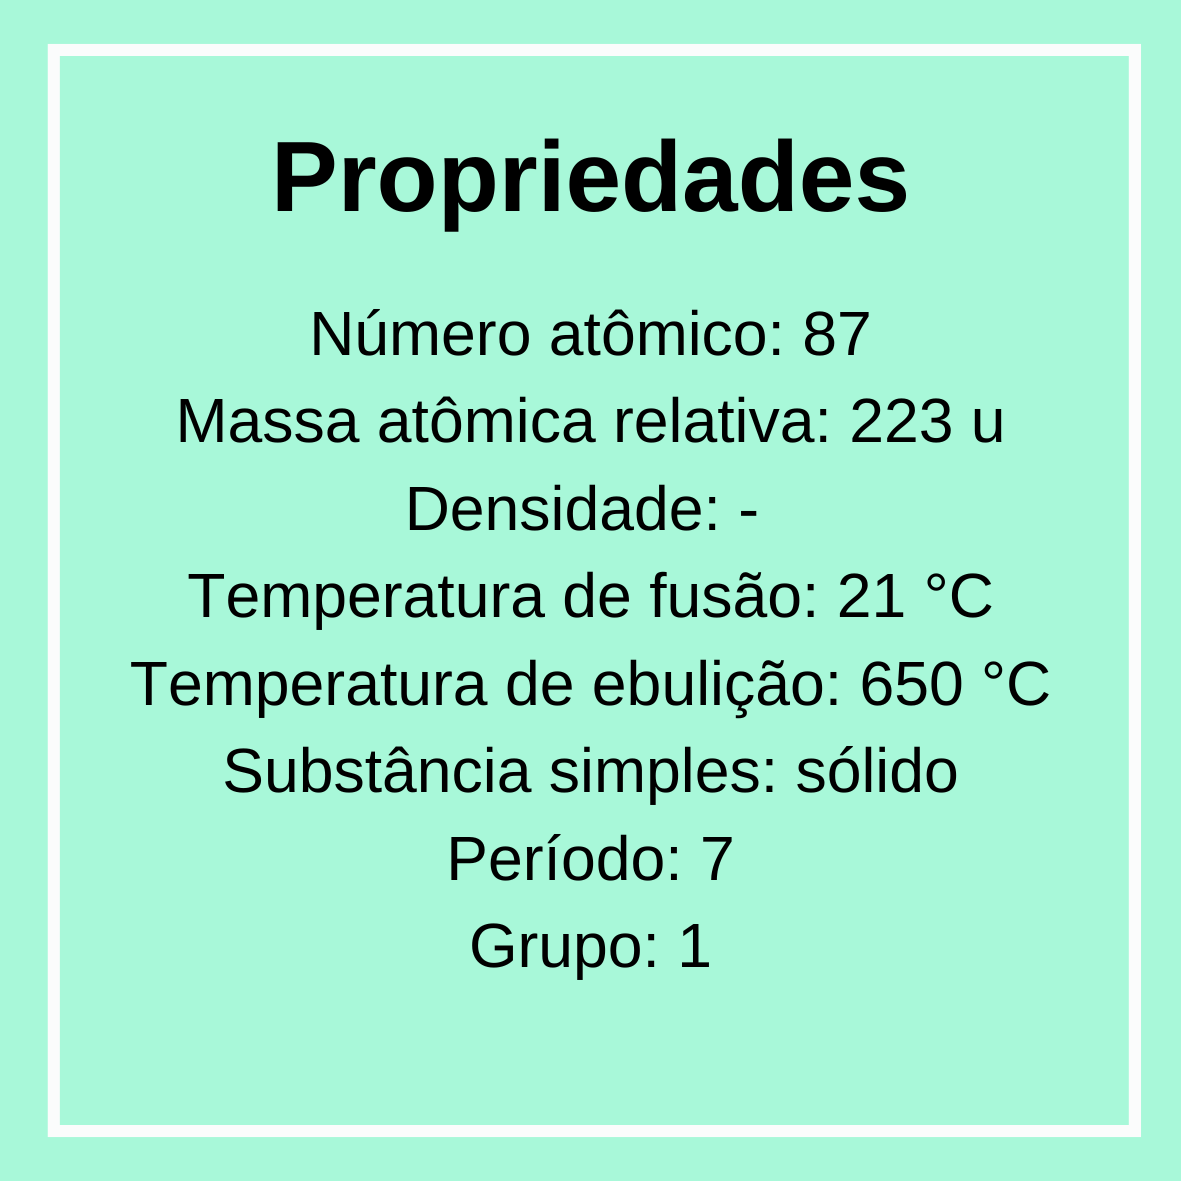 Propriedades
Número atômico: 87
Massa atômica relativa: 223 u
Densidade: -
Temperatura de fusão: 21 °C
Temperatura de ebulição: 650 °C
Substância simples: sólido
Período: 7
Grupo: 1